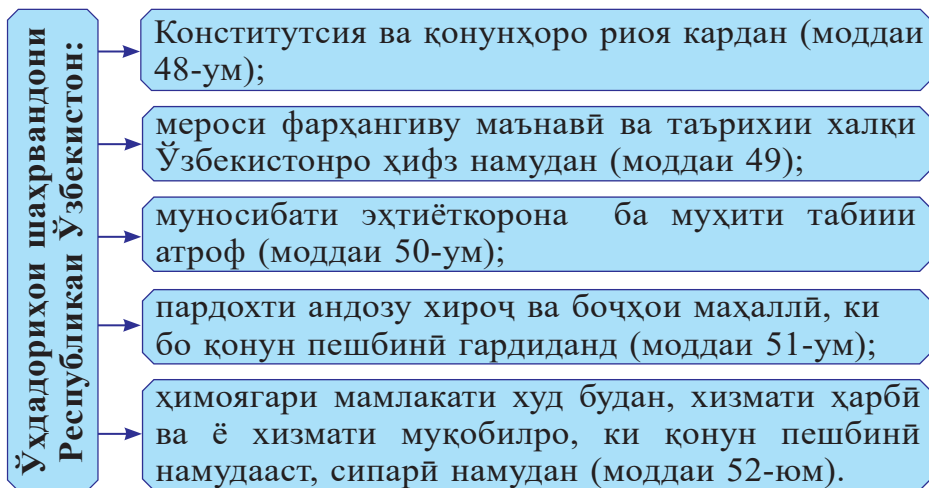 Ӯҳдадориҳои шаҳрвандони
Республикаи Ӯзбекистон:
Конститутсия ва қонунҳоро риоя кардан (моддаи
48-ум);
мероси фарҳангиву маънавӣ ва таърихии халқи
Ӯзбекистонро ҳифз намудан (моддаи 49);
муносибати эҳтиёткорона ба муҳити табиии
атроф (моддаи 50-ум);
пардохти андозу хироҷ ва боҷҳои маҳаллӣ, ки
бо қонун пешбинӣ гардиданд (моддаи 51-ум);
ҳимоягари мамлакати худ будан, хизмати ҳарбӣ
ва ё хизмати муқобилро, ки қонун пешбинӣ
намудааст, сипарӣ намудан (моддаи 52-юм).